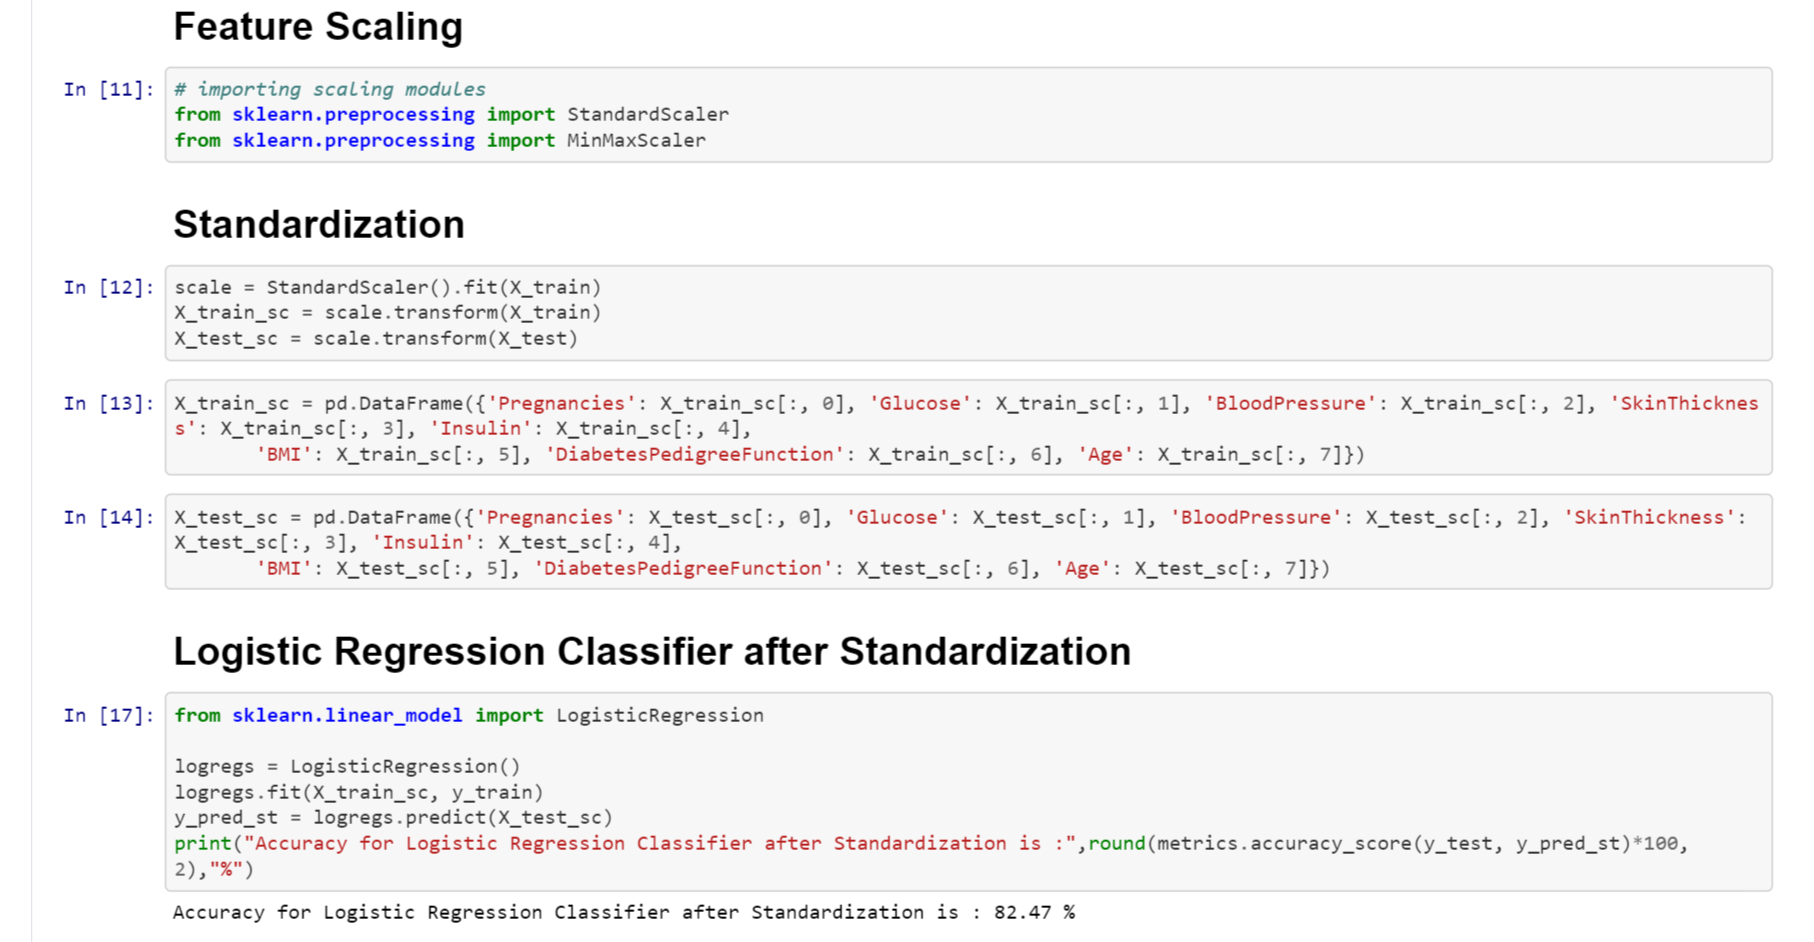 Feature Scaling
In [11]: # importing scaling modules
from sklearn.preprocessing import StandardScaler
from sklearn.preprocessing import MinMaxScaler
Standardization
In [12]: scale = StandardScaler().fit(X_train)
X_train_sc = scale.transform(X_train)
X_test_sc = scale.transform(X_test)
In [13]: X_train_sc = pd.DataFrame({'Pregnancies': X_train_sc[:, 0], 'Glucose': X_train_sc[:, 1], 'BloodPressure': X_train_sc[:, 2], 'SkinThicknes
s': X_train_sc[:, 3], 'Insulin': X_train_sc[:, 4],
'BMI': X_train_sc[:, 5], 'DiabetesPedigreeFunction': X_train_sc[:, 6], 'Age': X_train_sc[:, 7]})
In [14]: X_test_sc = pd.DataFrame({'Pregnancies': X_test_sc[:, 0], 'Glucose': X_test_sc[:, 1], 'BloodPressure': X_test_sc[:, 2], 'SkinThickness':
X_test_sc[:, 3], 'Insulin': X_test_sc[:, 4],
'BMI': X_test_sc[:, 5], 'DiabetesPedigreeFunction': X_test_sc[:, 6], 'Age': X_test_sc[:, 7]})
Logistic Regression Classifier after Standardization
In [17]: from sklearn.linear_model import LogisticRegression
logregs = LogisticRegression()
logregs.fit(X_train_sc, y_train)
y_pred_st = logregs.predict(X_test_sc)
print("Accuracy for Logistic Regression Classifier after Standardization is :",round(metrics.accuracy_score(y_test, y_pred_st)*100,
2),"%")
Accuracy for Logistic Regression Classifier after Standardization is : 82.47 %